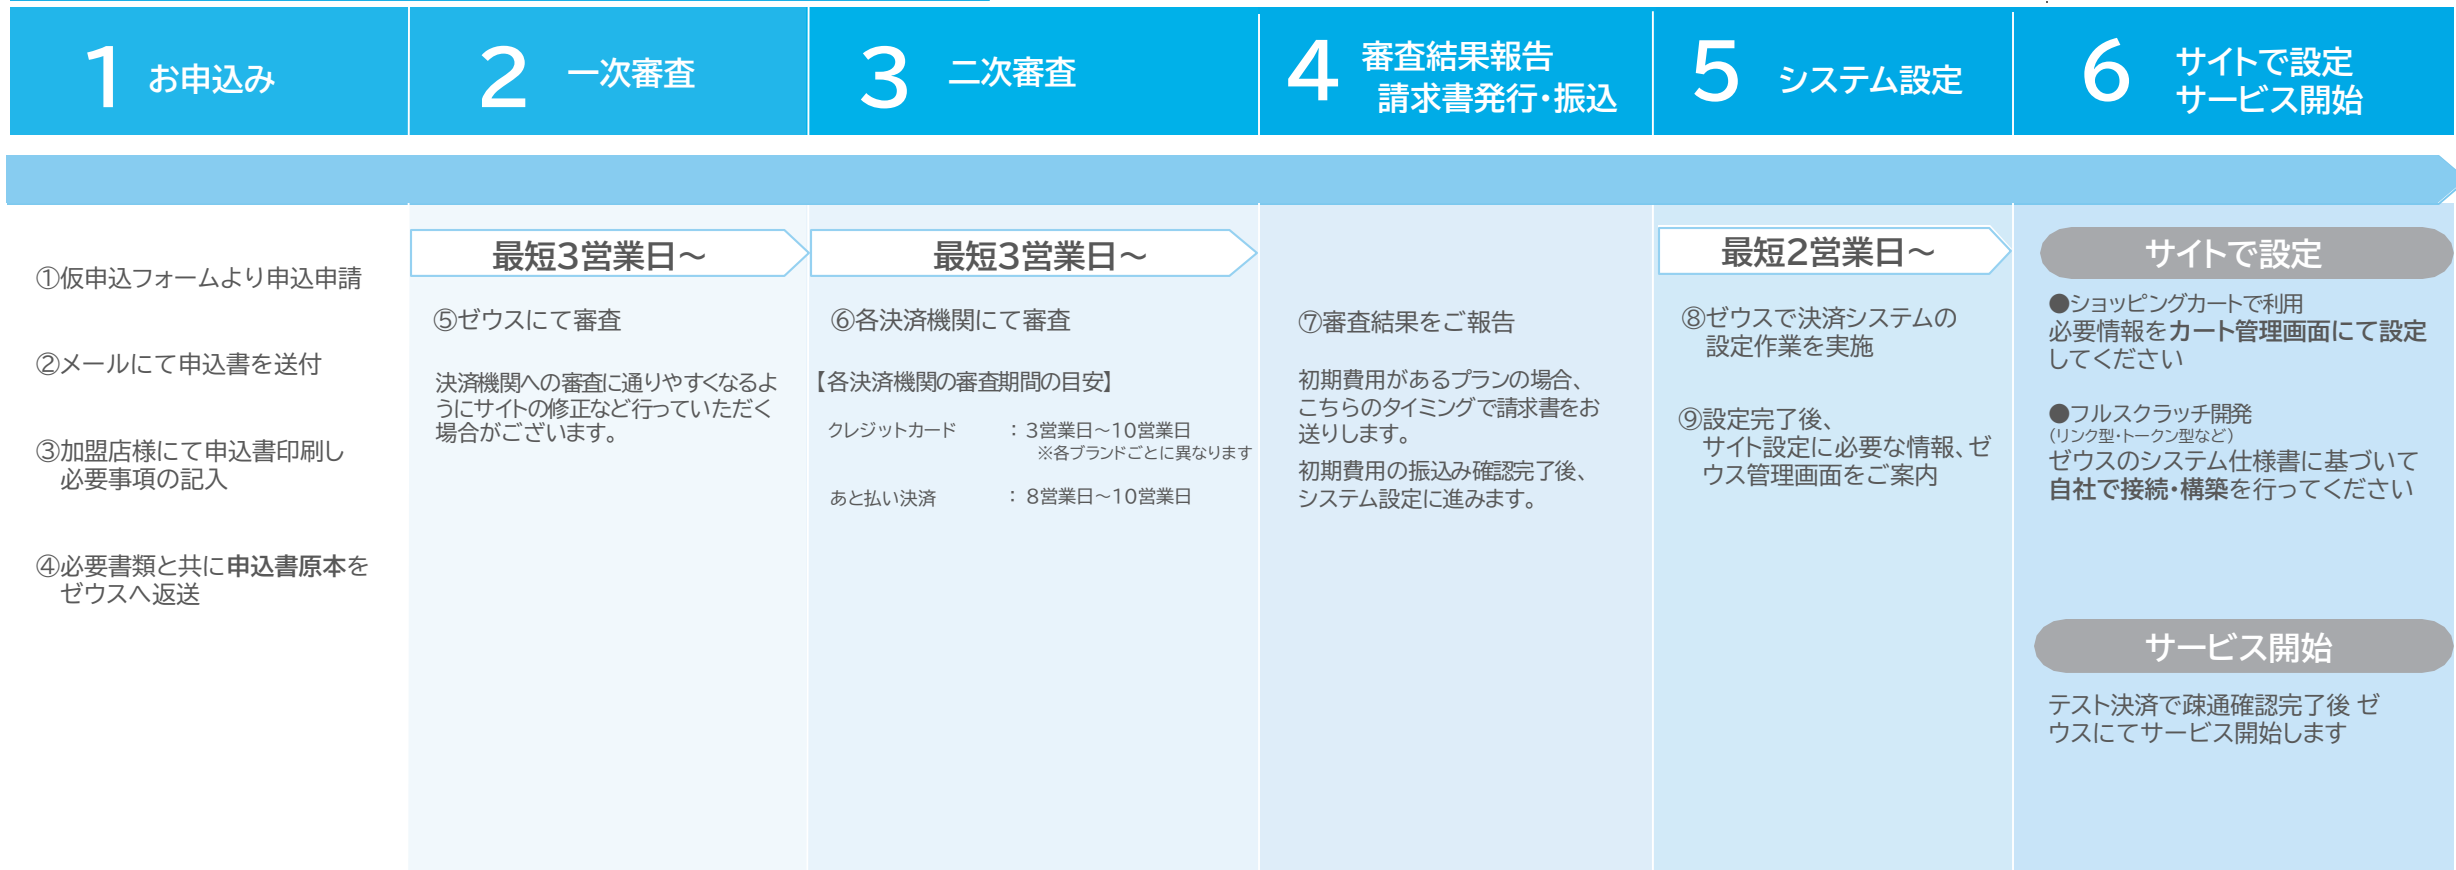 1 お申込み
2 一次審査
3 二次審査
4 審査結果報告
請求書発行・振込
5 システム設定
6 サイトで設定
サービス開始
①仮申込フォームより申込申請
②メールにて申込書を送付
③加盟店様にて申込書印刷し
必要事項の記入
④必要書類と共に申込書原本を
ゼウスへ返送
最短3営業日～
⑤ゼウスにて審査
決済機関への審査に通りやすくなるよ
うにサイトの修正など行っていただく
場合がございます。
最短3営業日～
⑥各決済機関にて審査
【各決済機関の審査期間の目安】
クレジットカード ： 3営業日～10営業日
※各ブランドごとに異なります
あと払い決済 ： 8営業日～10営業日
⑦審査結果をご報告
初期費用があるプランの場合、
こちらのタイミングで請求書をお
送りします。
初期費用の振込み確認完了後、
システム設定に進みます。
最短2営業日～
⑧ゼウスで決済システムの
設定作業を実施
⑨設定完了後、
サイト設定に必要な情報、ゼ
ウス管理画面をご案内
サイトで設定
●ショッピングカートで利用
必要情報をカート管理画面にて設定
してください
●フルスクラッチ開発
（リンク型・トークン型など）
ゼウスのシステム仕様書に基づいて
自社で接続・構築を行ってください
サービス開始
テスト決済で疎通確認完了後 ゼ
ウスにてサービス開始します